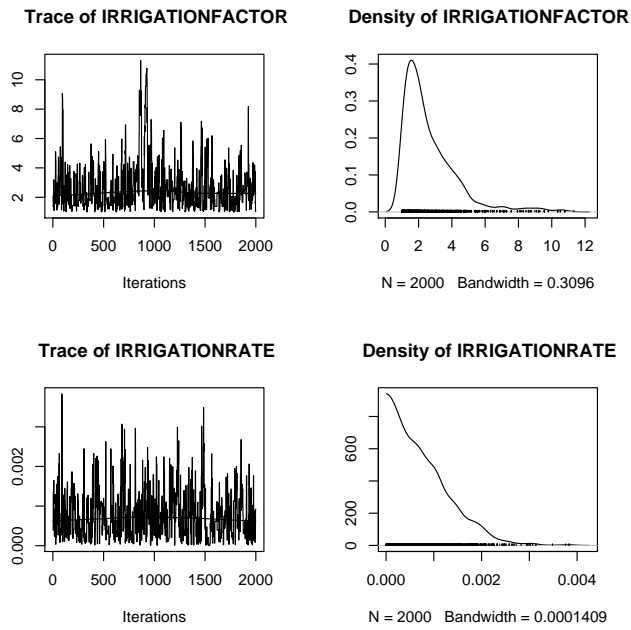 Trace of IRRIGATIONFACTOR
2 4 6 8 10
0 500 1000 1500 2000
Iterations
Density of IRRIGATIONFACTOR
0.0 0.1 0.2 0.3 0.4
0 2 4 6 8 10 12
N = 2000 Bandwidth = 0.3096
Trace of IRRIGATIONRATE
0.000 0.002
0 500 1000 1500 2000
Iterations
Density of IRRIGATIONRATE
0 200 600
0.000 0.002 0.004
N = 2000 Bandwidth = 0.0001409